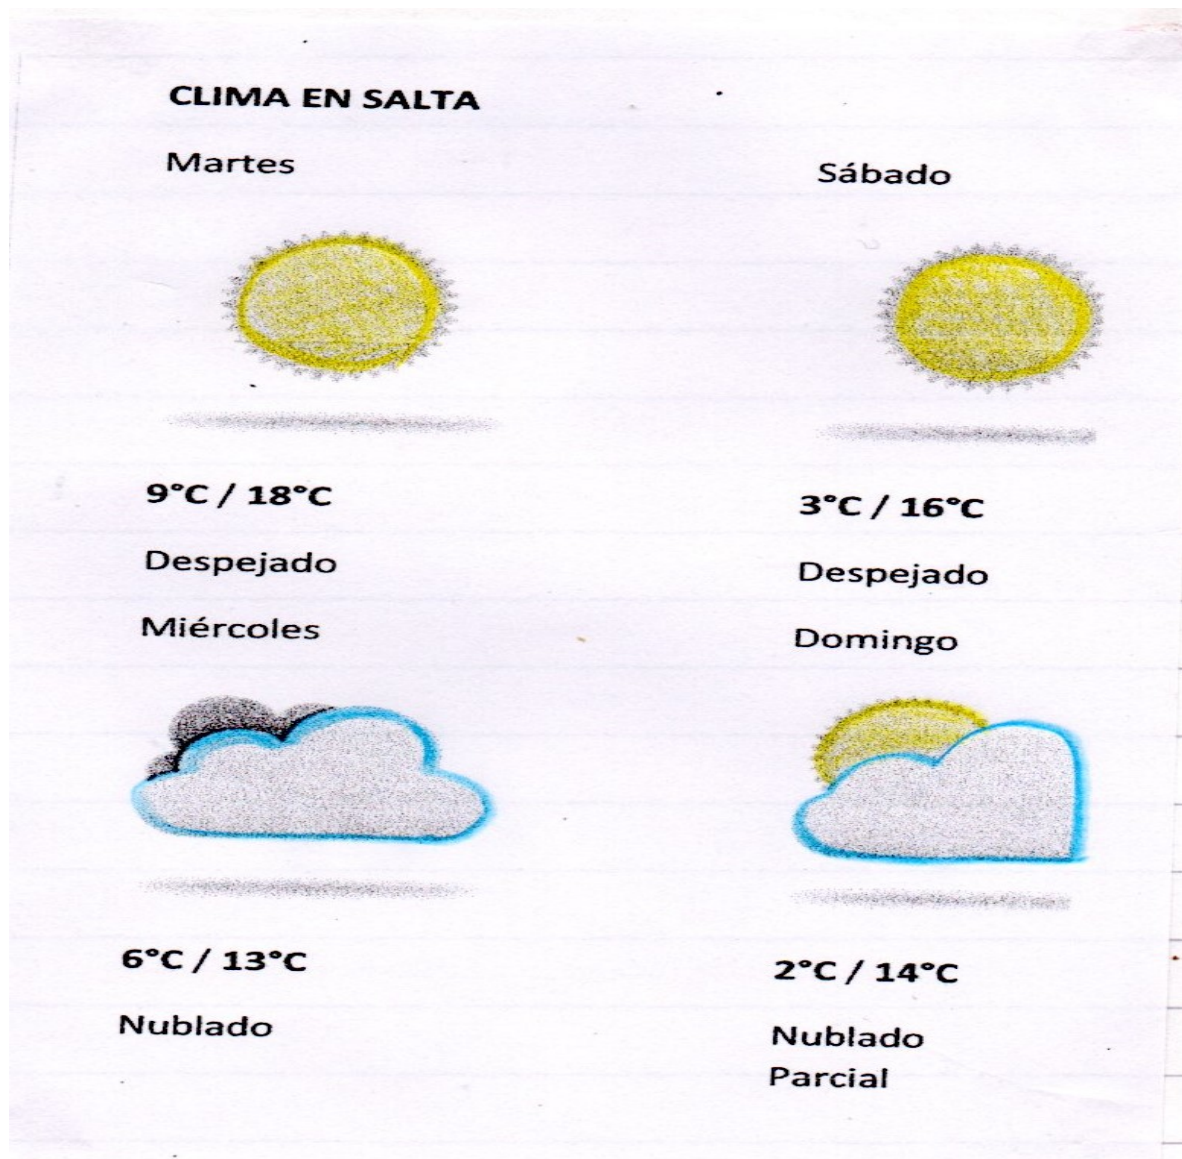 CLIMA EN SALTA
Martes
9°C / 18°C
Despejado
Miércoles
6°C / 13°C
Nublado
Sábado
3°C / 16°C
Despejado
Domingo
2°C / 14°C
Nublado
Parcial